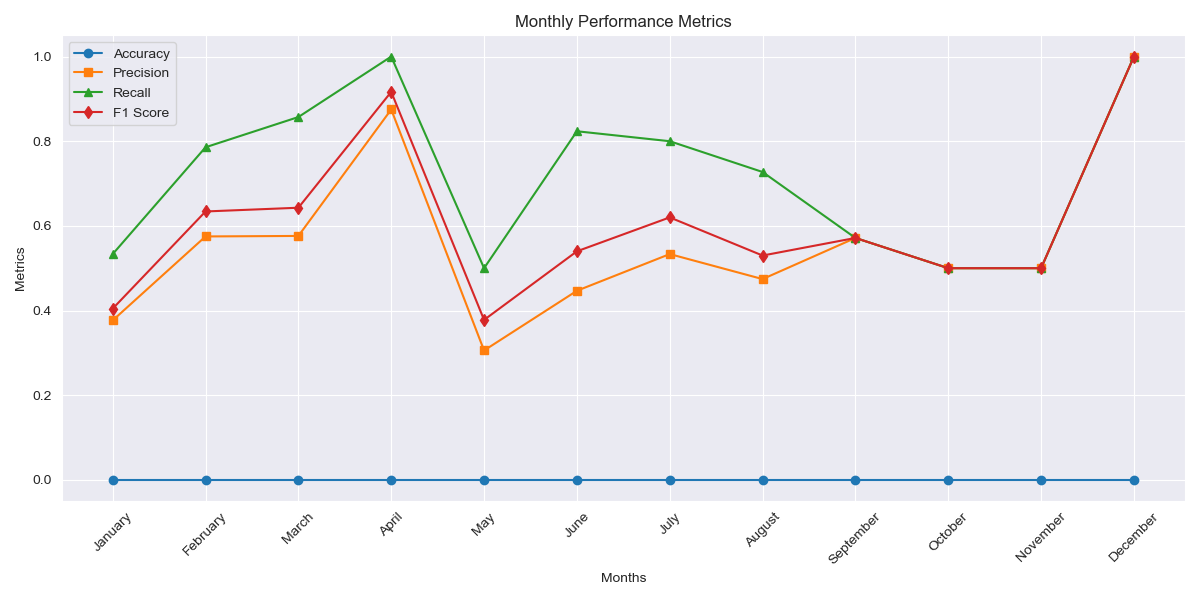 Monthly Performance Metrics
Accuracy
Precision
Recall
F1 Score
Metrics
1.0
0.8
0.6
0.4
0.2
0.0
January
February
March
April
May
June
July
August
September
October
November
December
Months